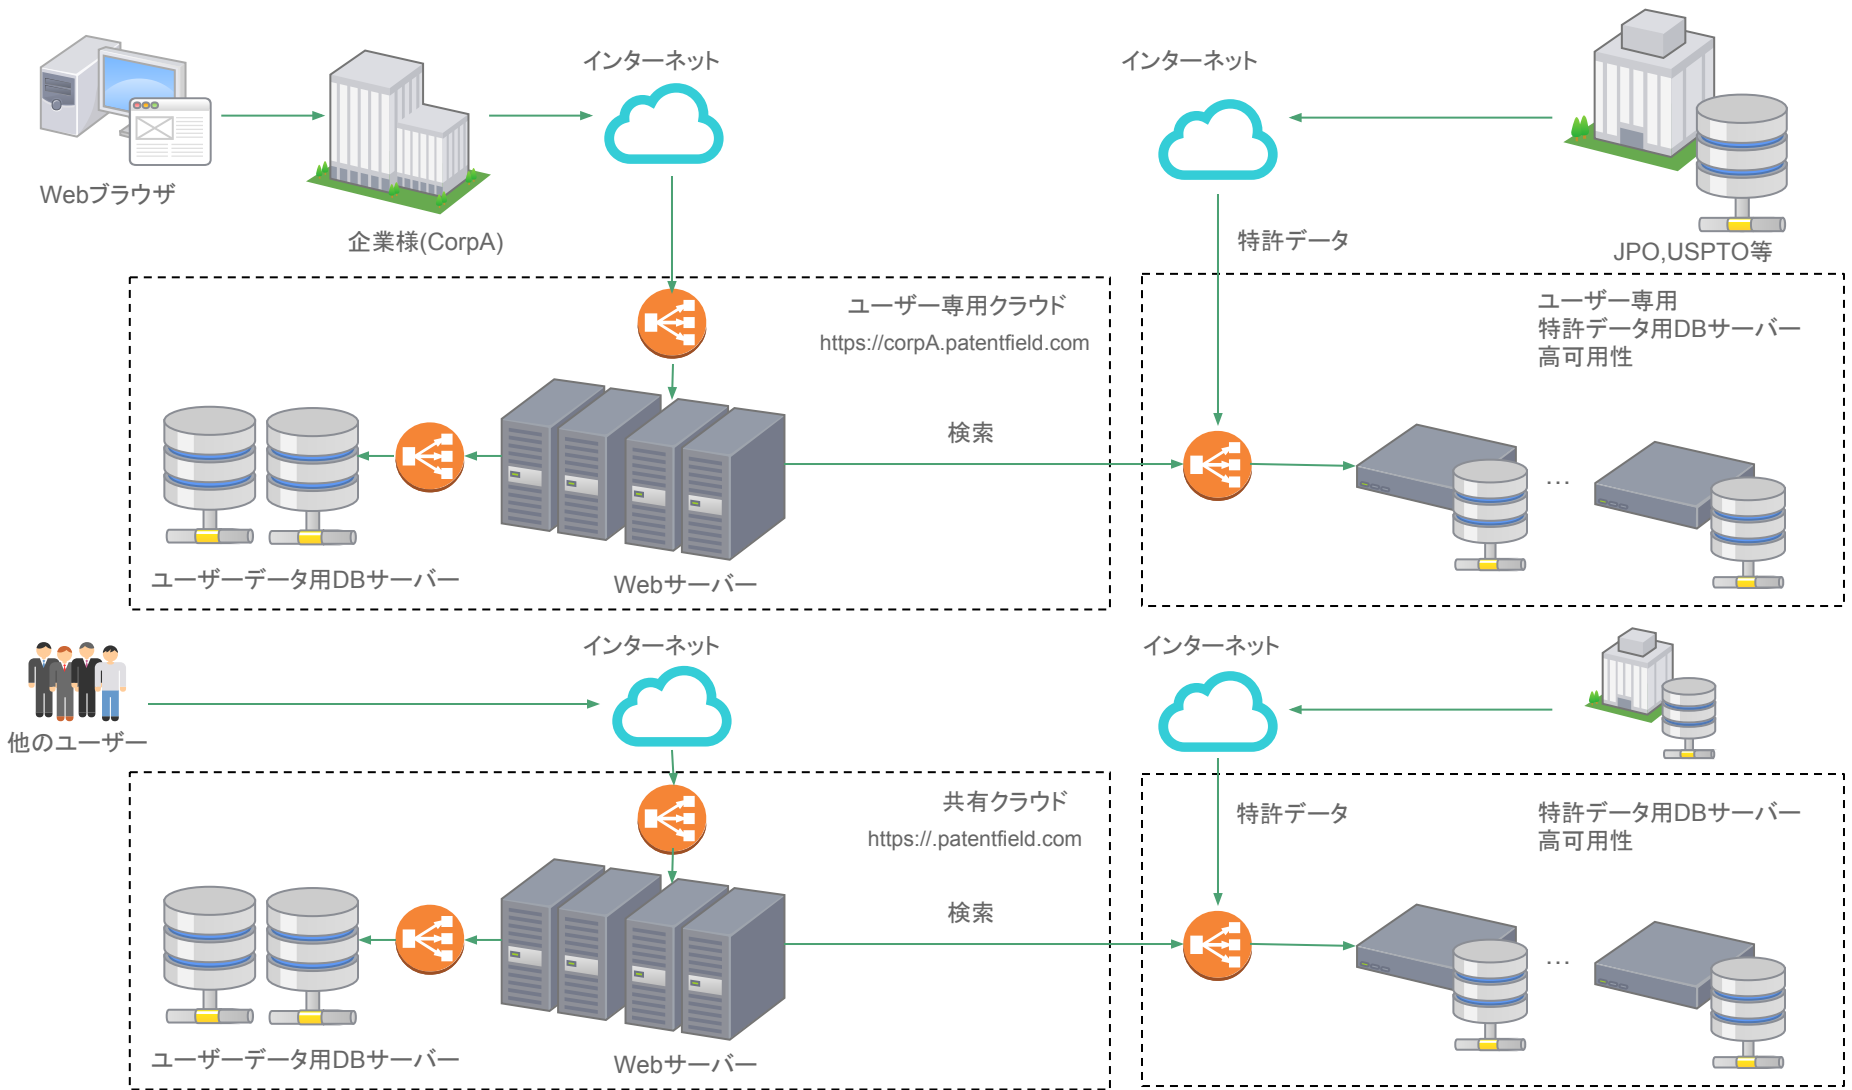 インターネット
インターネット
Webブラウザ
企業様(CorpA)
特許データ
JPO,USPTO等
ユーザー専用クラウド
https://corpA.patentfield.com
ユーザー専用
特許データ用DBサーバー
高可用性
検索
…
ユーザーデータ用DBサーバー
Webサーバー
インターネット
インターネット
他のユーザー
共有クラウド
https://.patentfield.com
特許データ
特許データ用DBサーバー
高可用性
検索
…
ユーザーデータ用DBサーバー
Webサーバー